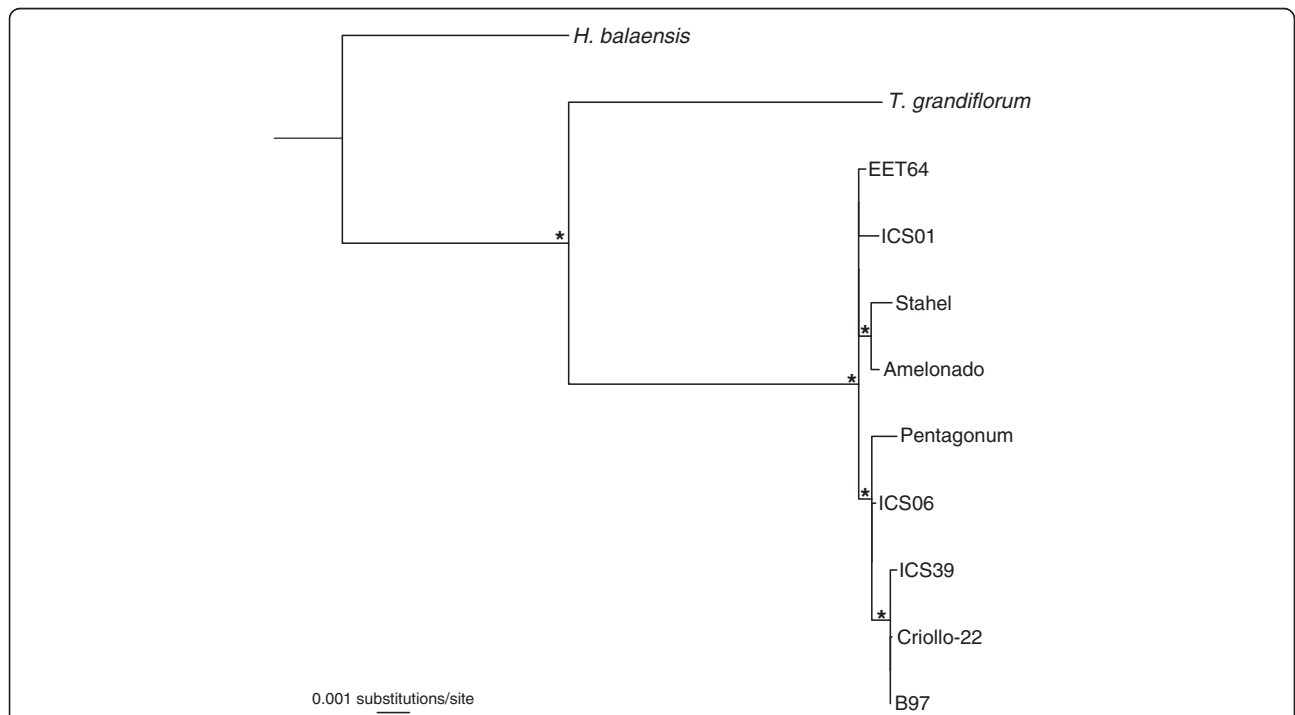 H. balaensis
T. grandiflorum
EET64
ICS01
Stahel
*
Amelonado
*
*
Pentagonum
*
ICS06
ICS39
*
Criollo-22
B97
0.001 substitutions/site